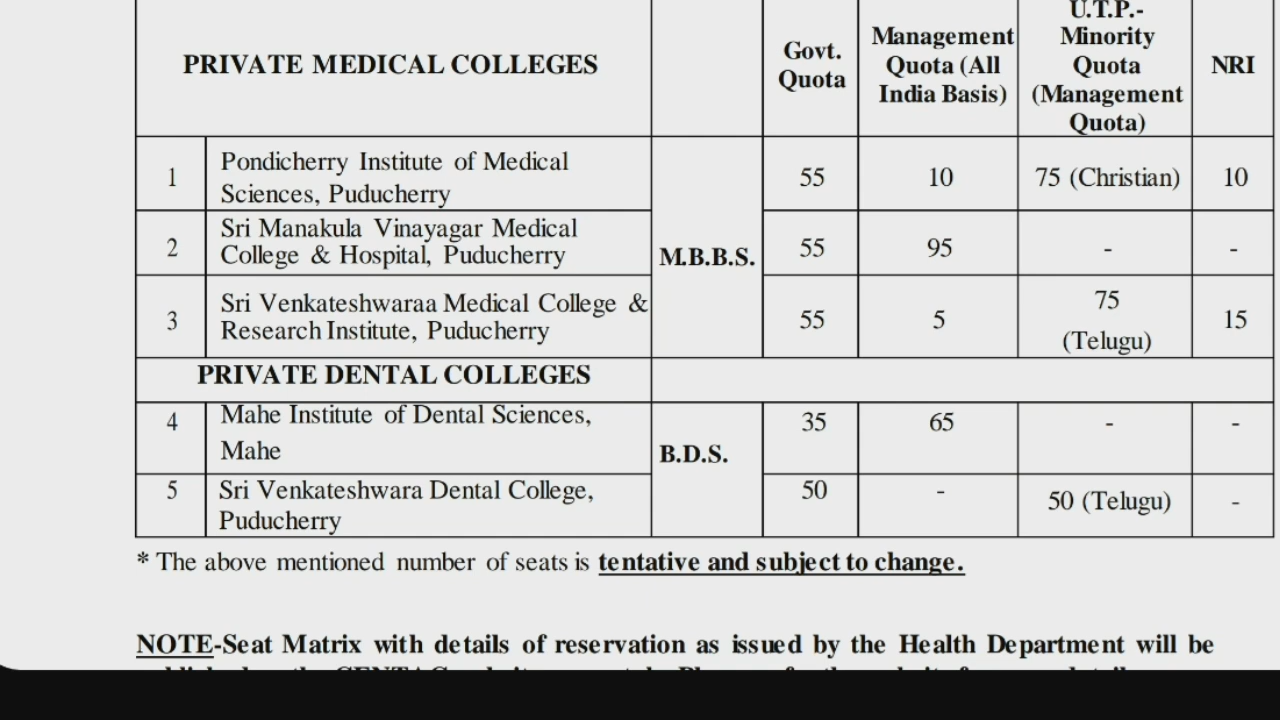 PRIVATE MEDICAL COLLEGES
Govt.
Quota
Management
Quota (All
India Basis)
U.T.P.-
Minority
Quota
(Management
Quota)
NRI
1
Pondicherry Institute of Medical
Sciences, Puducherry
M.B.B.S.
55
10
75 (Christian)
10
2
Sri Manakula Vinayagar Medical
College & Hospital, Puducherry
55
95
-
-
3
Sri Venkateshwaraa Medical College &
Research Institute, Puducherry
55
5
75
(Telugu)
15
PRIVATE DENTAL COLLEGES
4
Mahe Institute of Dental Sciences,
Mahe
B.D.S.
35
65
-
-
5
Sri Venkateshwara Dental College,
Puducherry
50
-
50 (Telugu)
-
* The above mentioned number of seats is tentative and subject to change.
NOTE-Seat Matrix with details of reservation as issued by the Health Department will be